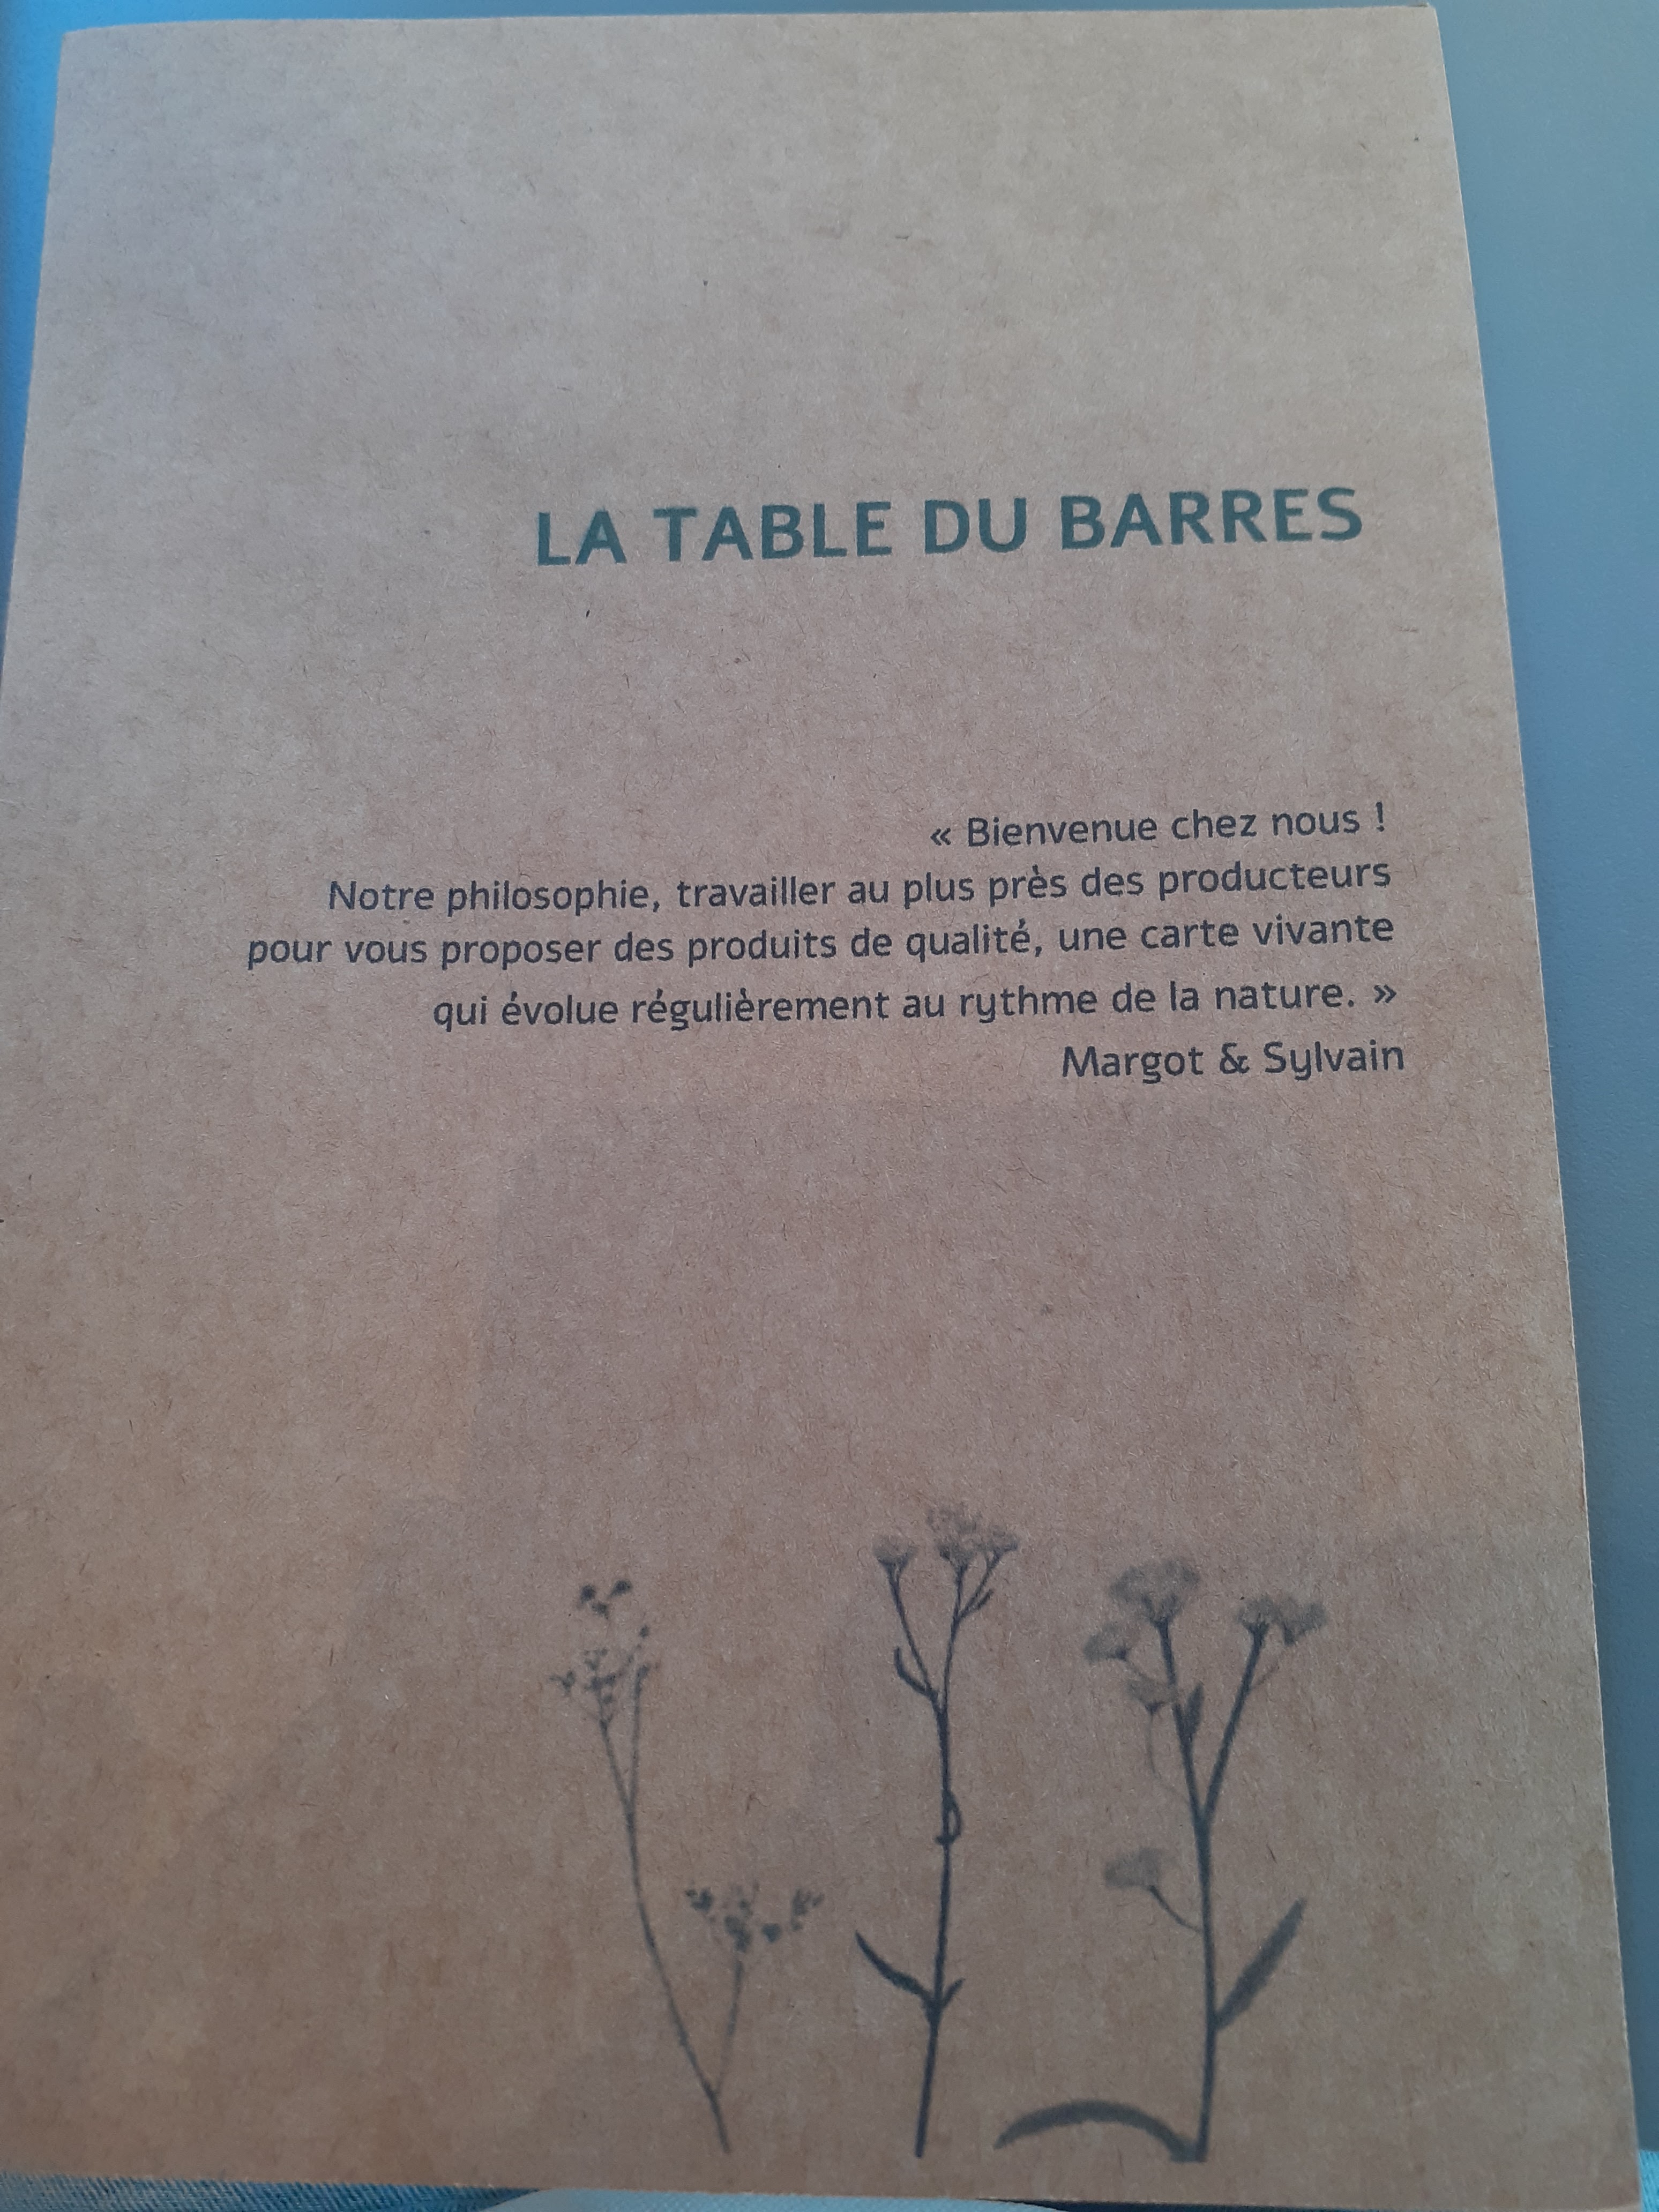 LA TABLE DU BARRES
« Bienvenue chez nous !
Notre philosophie, travailler au plus près des producteurs
pour vous proposer des produits de qualité, une carte vivante
qui évolue régulièrement au rythme de la nature. »
Margot & Sylvain